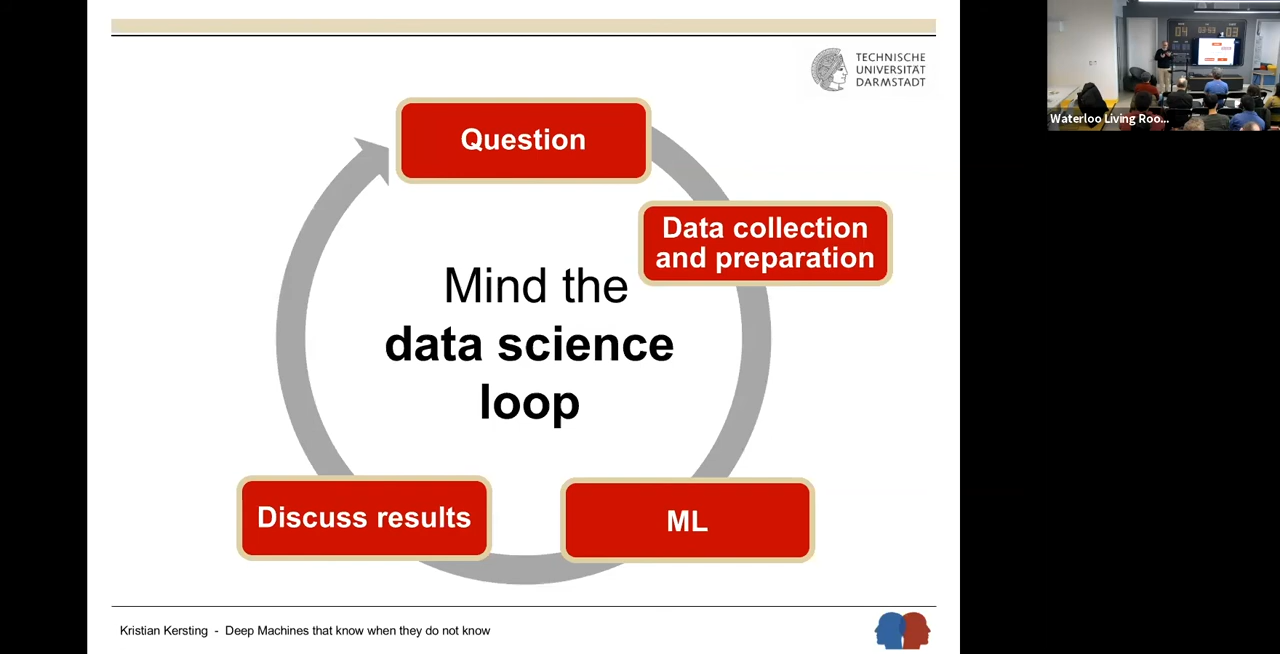 TECHNISCHE
UNIVERSITÄT
DARMSTADT
Question
Data collection
and preparation
Mind the
data science
loop
Discuss results
ML
Kristian Kersting - Deep Machines that know when they do not know
Waterloo Living Roo...